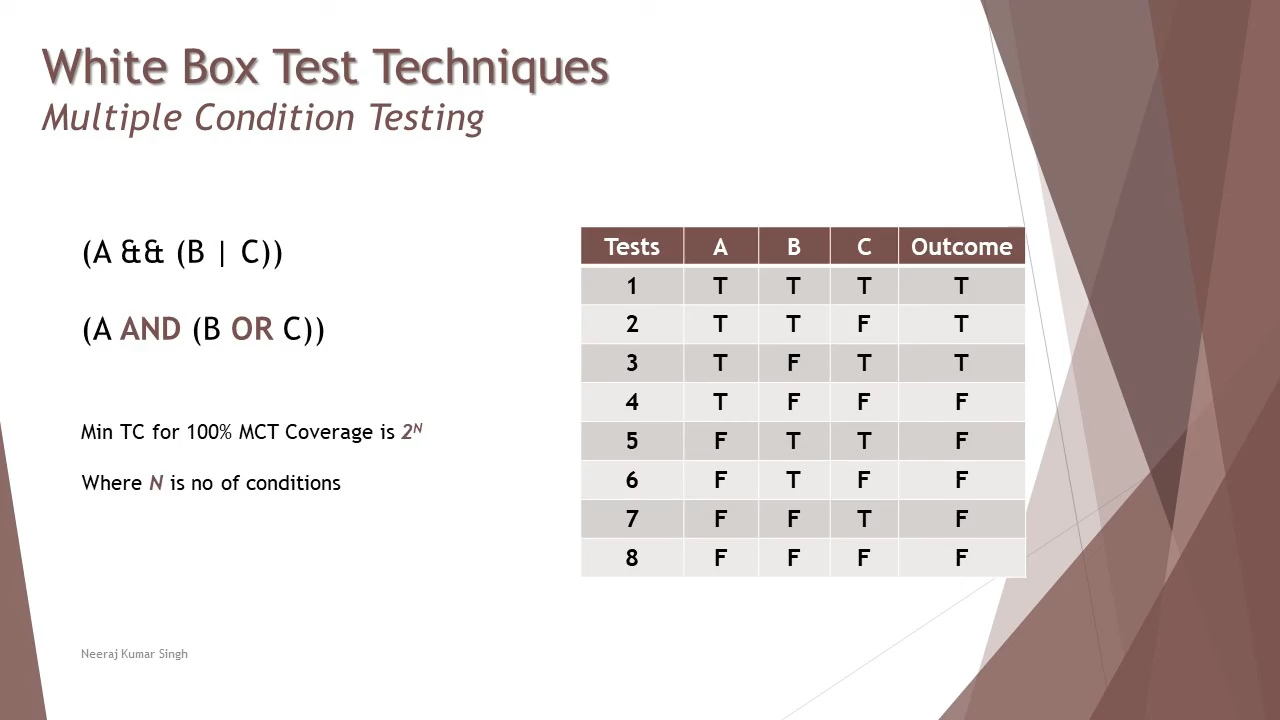 White Box Test Techniques
Multiple Condition Testing
(A && (B | C))
(A AND (B OR C))
Min TC for 100% MCT Coverage is 2ᴺ
Where N is no of conditions
Tests A B C Outcome
1 T T T T
2 T T F T
3 T F T T
4 T F F F
5 F T T F
6 F T F F
7 F F T F
8 F F F F
Neeraj Kumar Singh